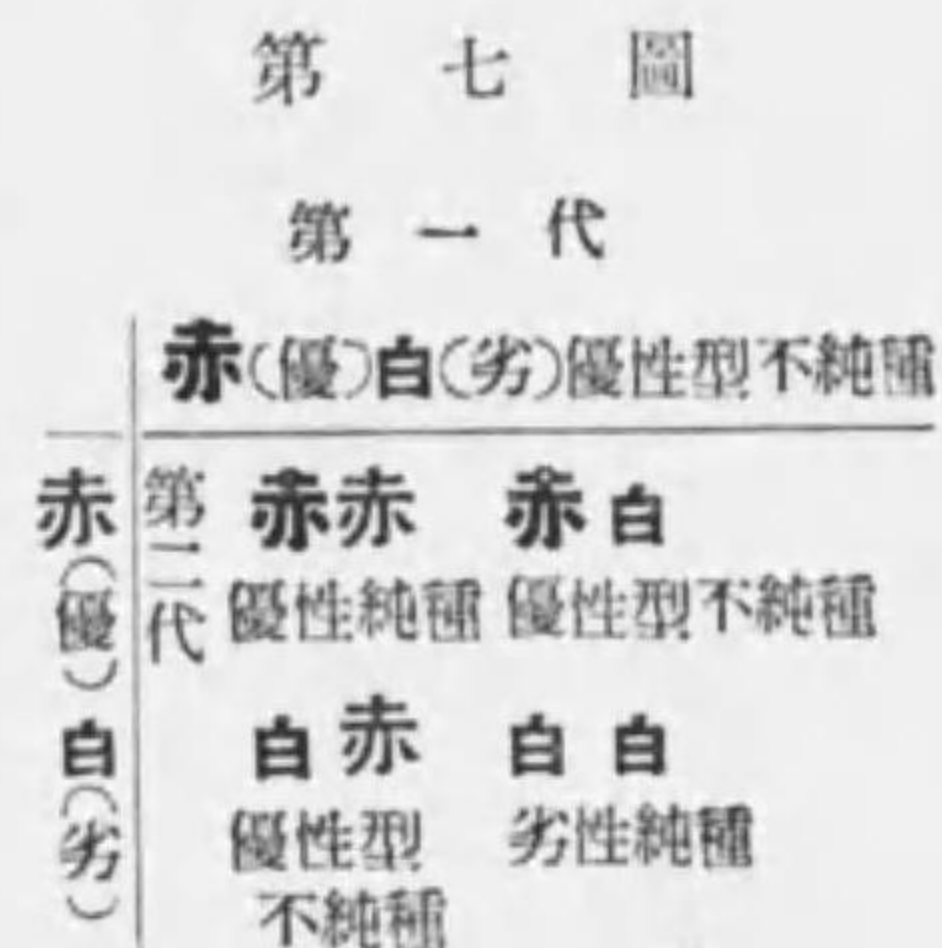 第七圖
第一代
赤(優)白(劣)優性型不純種
赤(優)白(劣)
第二代
赤赤 赤白
優性純種 優性型不純種
白赤 白白
優性型 劣性純種
不純種